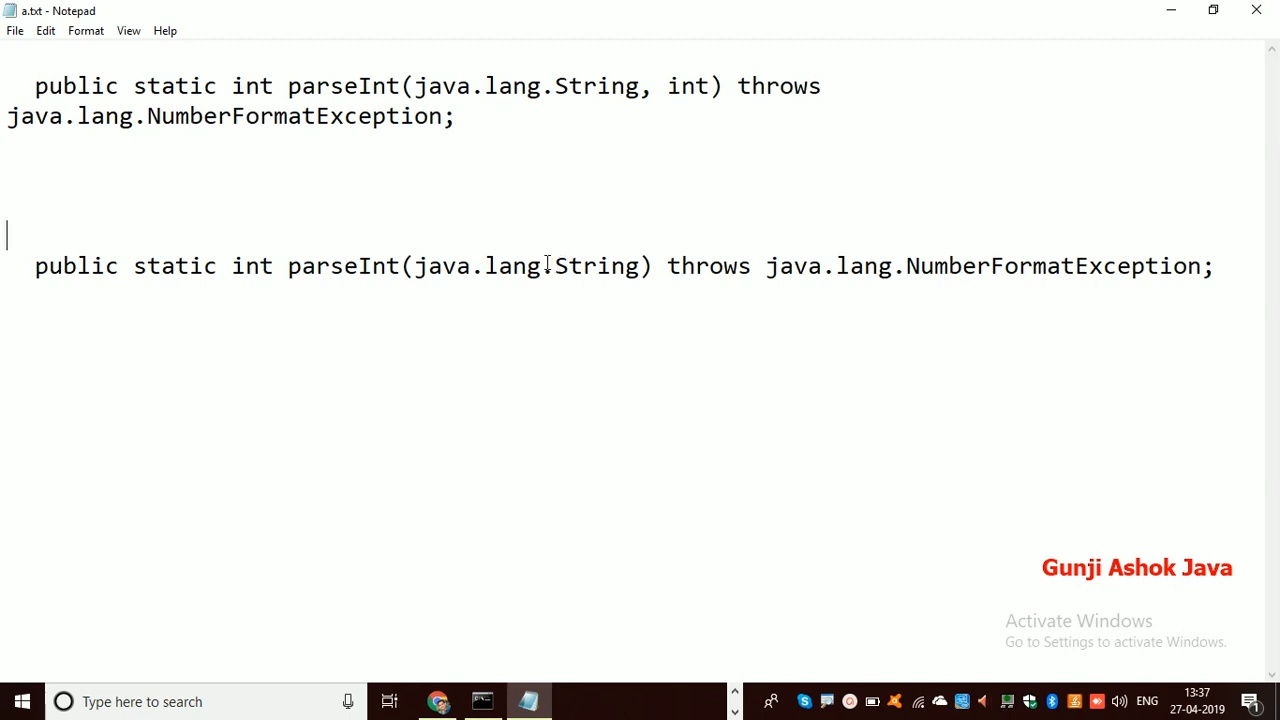 a.txt - Notepad
File Edit Format View Help
public static int parseInt(java.lang.String, int) throws
java.lang.NumberFormatException;
public static int parseInt(java.lang.String) throws java.lang.NumberFormatException;
Gunji Ashok Java
Activate Windows
Go to Settings to activate Windows.
Type here to search
ENG
13:37
27-04-2019
1